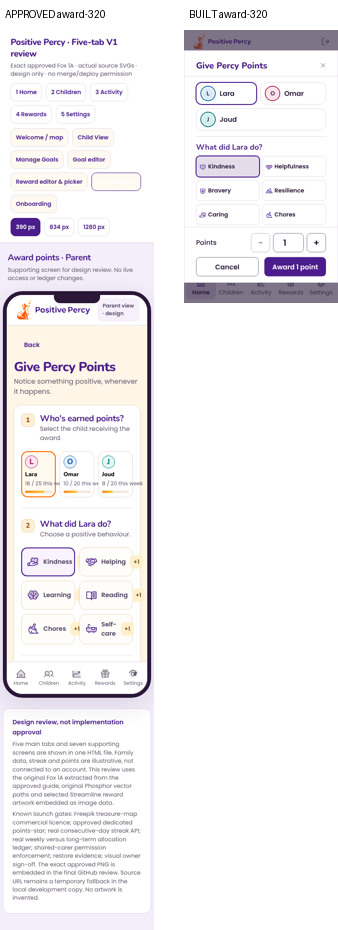 APPROVED award-320
Positive Percy · Five-tab V1
review
Exact approved Fox 1A · actual source SVGs ·
design only · no merge/deploy permission
1 Home
2 Children
3 Activity
4 Rewards
5 Settings
Welcome / map
Child View
Manage Goals
Goal editor
Reward editor & picker
Onboarding
390 px
834 px
1280 px
Award points · Parent
Supporting screen for design review. No live
access or ledger changes.
Positive Percy
Parent view
· design
Back
Give Percy Points
Notice something positive, whenever
it happens.
1
Who's earned points?
Select the child receiving the
award.
L
Lara
18 / 25 this we
O
Omar
10 / 20 this we
J
Joud
8 / 20 this week
2
What did Lara do?
Choose a positive behaviour.
Kindness
Helping
+1
Learning
Reading
+1
Chores
+1
Self-
care
+1
Home
Children
Activity
Rewards
Settings
Design review, not implementation
approval
Five main tabs and seven supporting
screens are shown in one HTML file. Family
data, streak and points are illustrative, not
connected to an account. This review uses
the original Fox 1A extracted from the
approved guide, original Phosphor vector
paths and selected Streamline reward
artwork embedded as image data.
Known launch gates: Freepik treasure-map
commercial licence; approved dedicated
points-star; real consecutive-day streak API;
real weekly versus long-term allocation
ledger; shared-carer permission
enforcement; restore evidence; visual owner
sign-off. The exact approved PNG is
embedded in the final GitHub review. Source
URL remains a temporary fallback in the
local development copy. No artwork is
invented.
BUILT award-320
Positive Percy
Give Percy Points
×
L
Lara
O
Omar
J
Joud
What did Lara do?
Kindness
Helpfulness
Bravery
Resilience
Caring
Chores
Points
−
1
+
Cancel
Award 1 point
Home
Children
Activity
Rewards
Settings